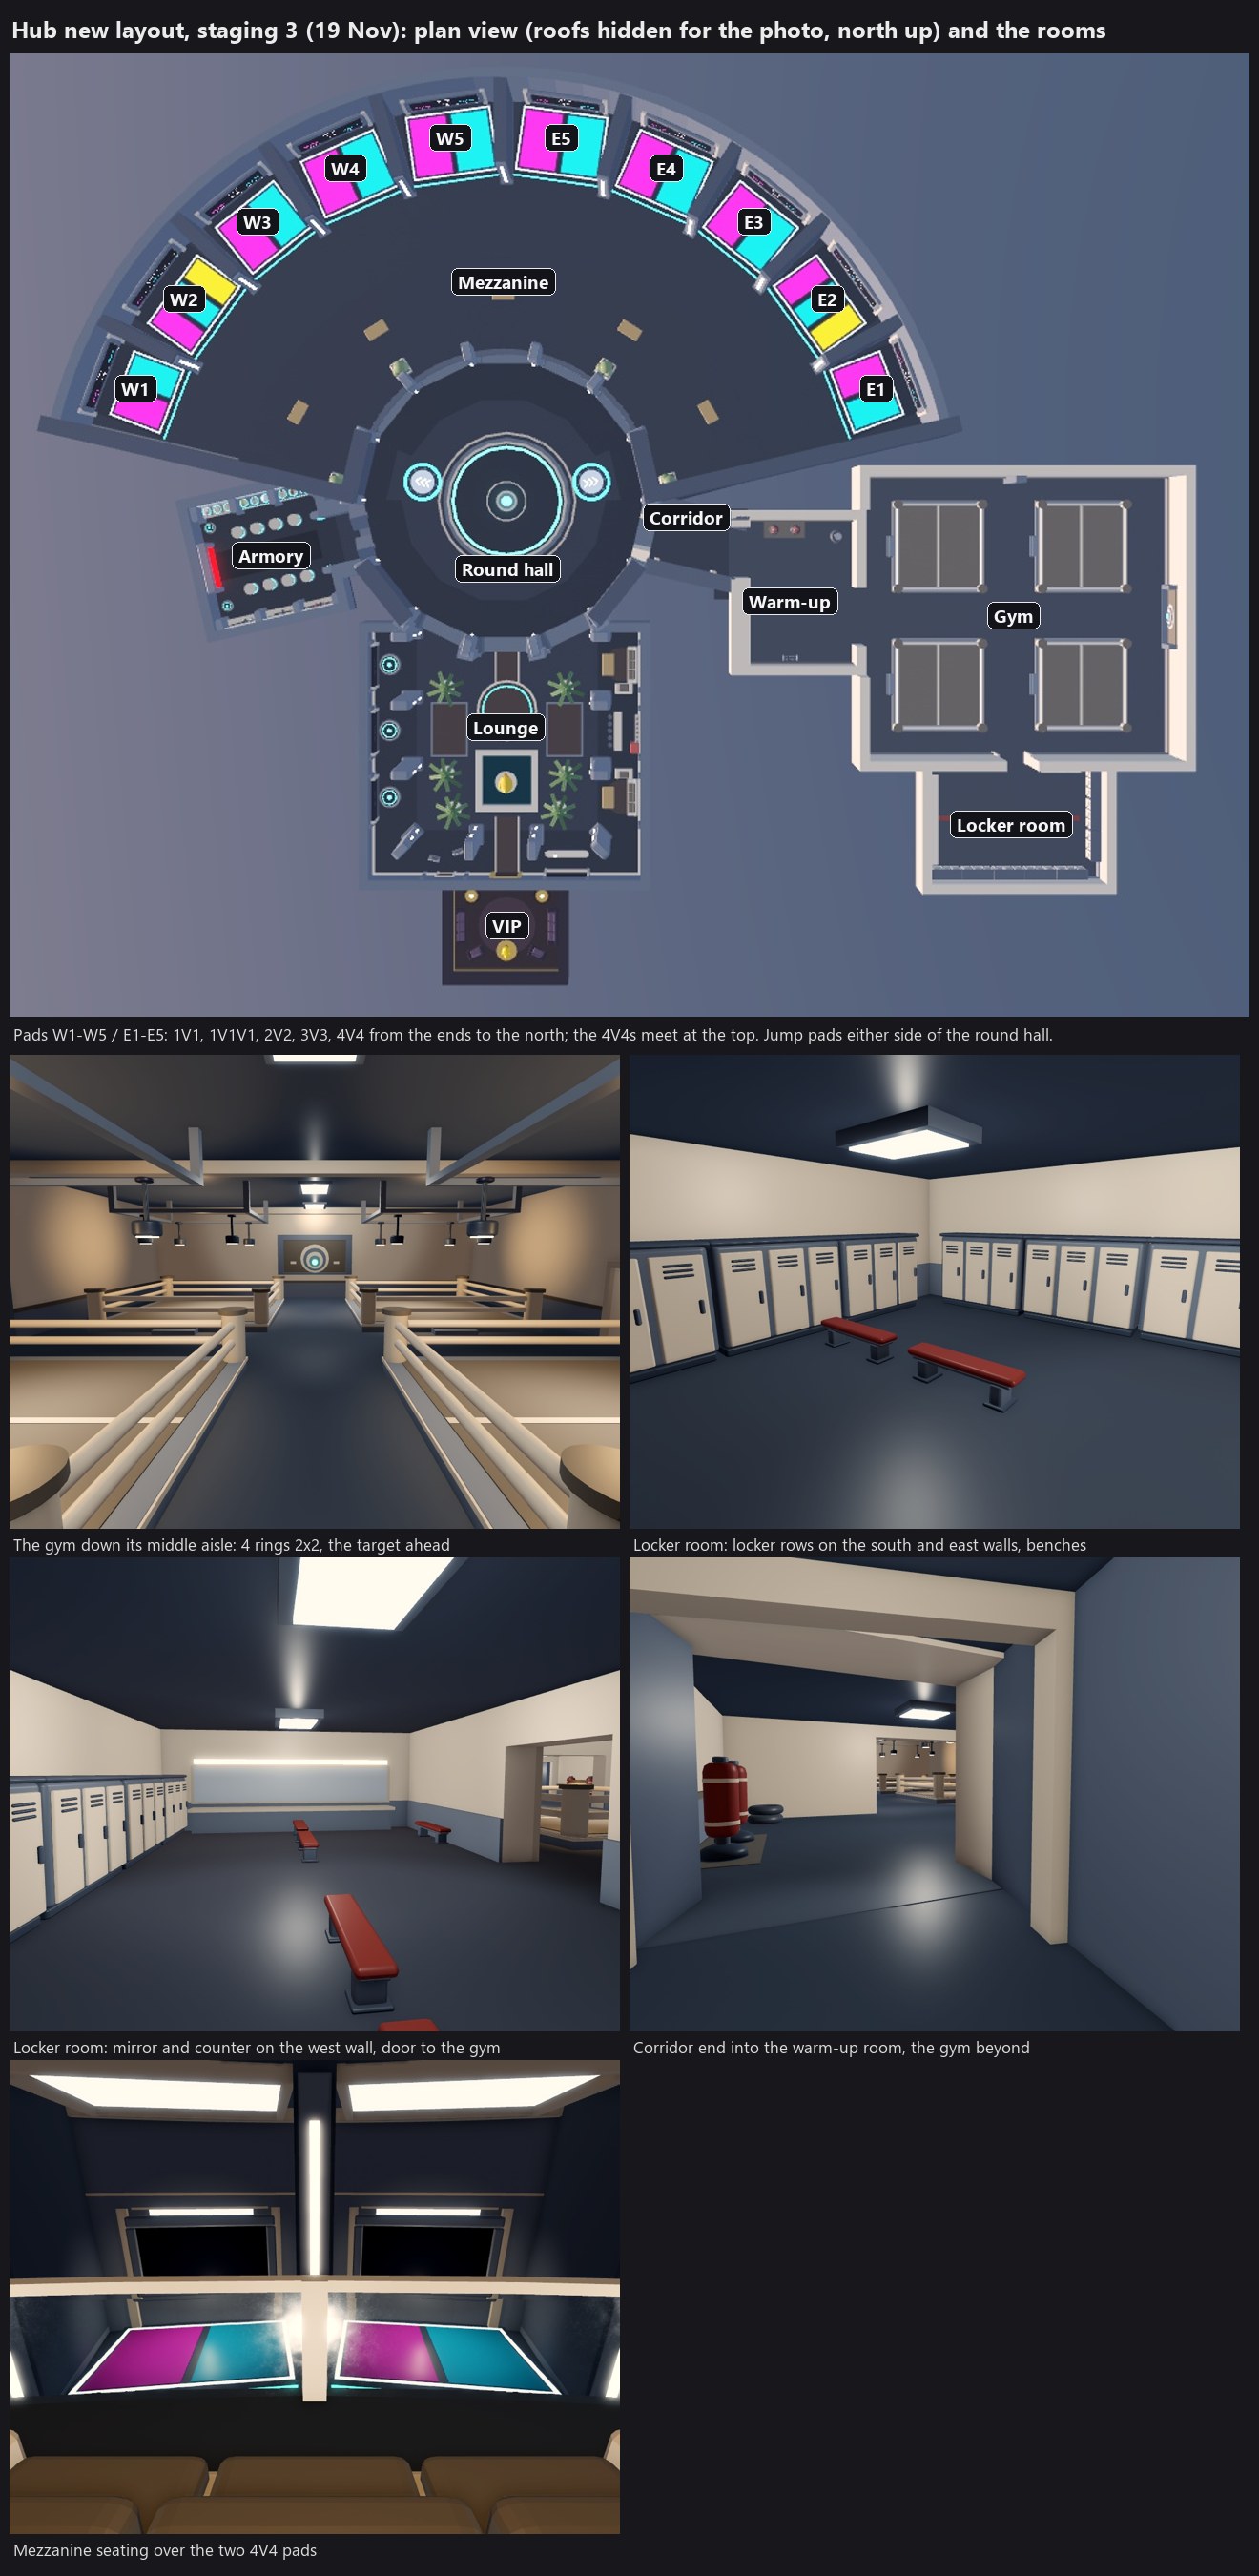 Hub new layout, staging 3 (19 Nov): plan view (roofs hidden for the photo, north up) and the rooms
W5
E5
W4
E4
W3
E3
Mezzanine
W2
E2
W1
E1
Corridor
Armory
Round hall
Warm-up
Gym
Lounge
Locker room
VIP
Pads W1-W5 / E1-E5: 1V1, 1V1V1, 2V2, 3V3, 4V4 from the ends to the north; the 4V4s meet at the top. Jump pads either side of the round hall.
The gym down its middle aisle: 4 rings 2x2, the target ahead
Locker room: locker rows on the south and east walls, benches
Locker room: mirror and counter on the west wall, door to the gym
Corridor end into the warm-up room, the gym beyond
Mezzanine seating over the two 4V4 pads